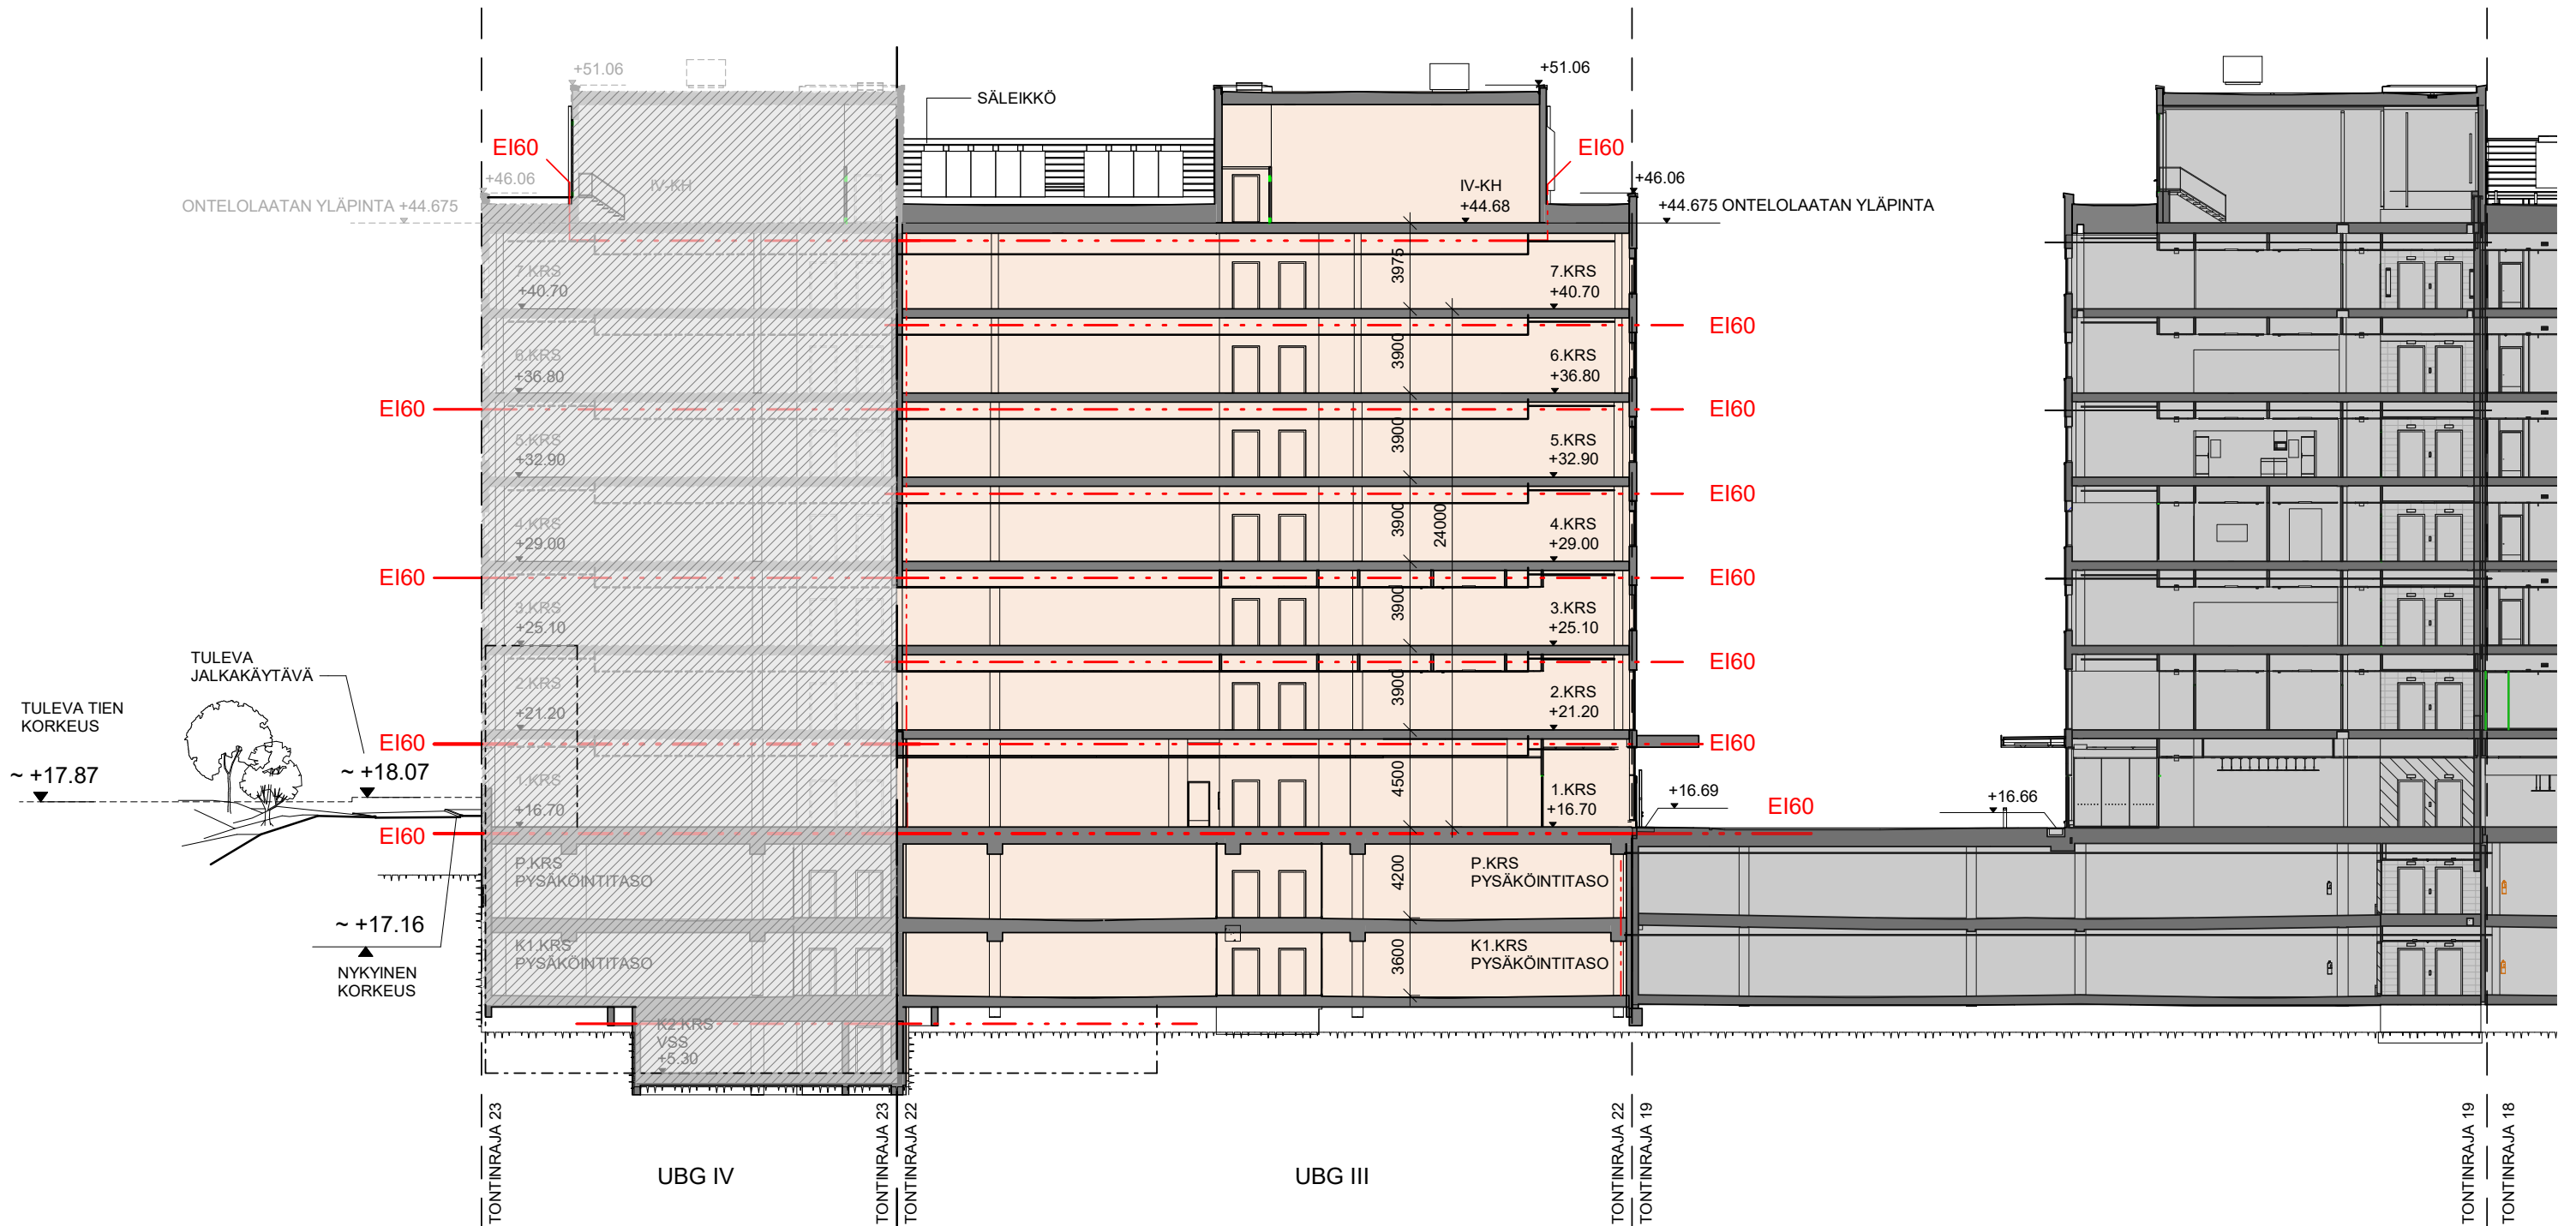 +51.06
+51.06
SÄLEIKKÖ
EI60
EI60
+46.06
IV-KH
IV-KH
+44.68
+46.06
ONTELOLAATAN YLÄPINTA +44.675
+44.675 ONTELOLAATAN YLÄPINTA
7.KRS
+40.70
3975
7.KRS
+40.70
EI60
6.KRS
+36.80
3900
6.KRS
+36.80
EI60
EI60
5.KRS
+32.90
3900
5.KRS
+32.90
EI60
4.KRS
+29.00
3900
24000
4.KRS
+29.00
EI60
EI60
3.KRS
+25.10
3900
3.KRS
+25.10
EI60
TULEVA
JALKAKÄYTÄVÄ
2.KRS
+21.20
3900
2.KRS
+21.20
TULEVA TIEN
KORKEUS
EI60
EI60
~ +17.87
~ +18.07
1.KRS
+16.70
4500
1.KRS
+16.70
+16.69
EI60
+16.66
EI60
P.KRS
PYSÄKÖINTITASO
4200
P.KRS
PYSÄKÖINTITASO
~ +17.16
NYKYINEN
KORKEUS
K1.KRS
PYSÄKÖINTITASO
3600
K1.KRS
PYSÄKÖINTITASO
K2.KRS
VSS
+5.30
TONTINRAJA 23
TONTINRAJA 23
TONTINRAJA 22
TONTINRAJA 22
TONTINRAJA 19
TONTINRAJA 19
TONTINRAJA 18
UBG IV
UBG III